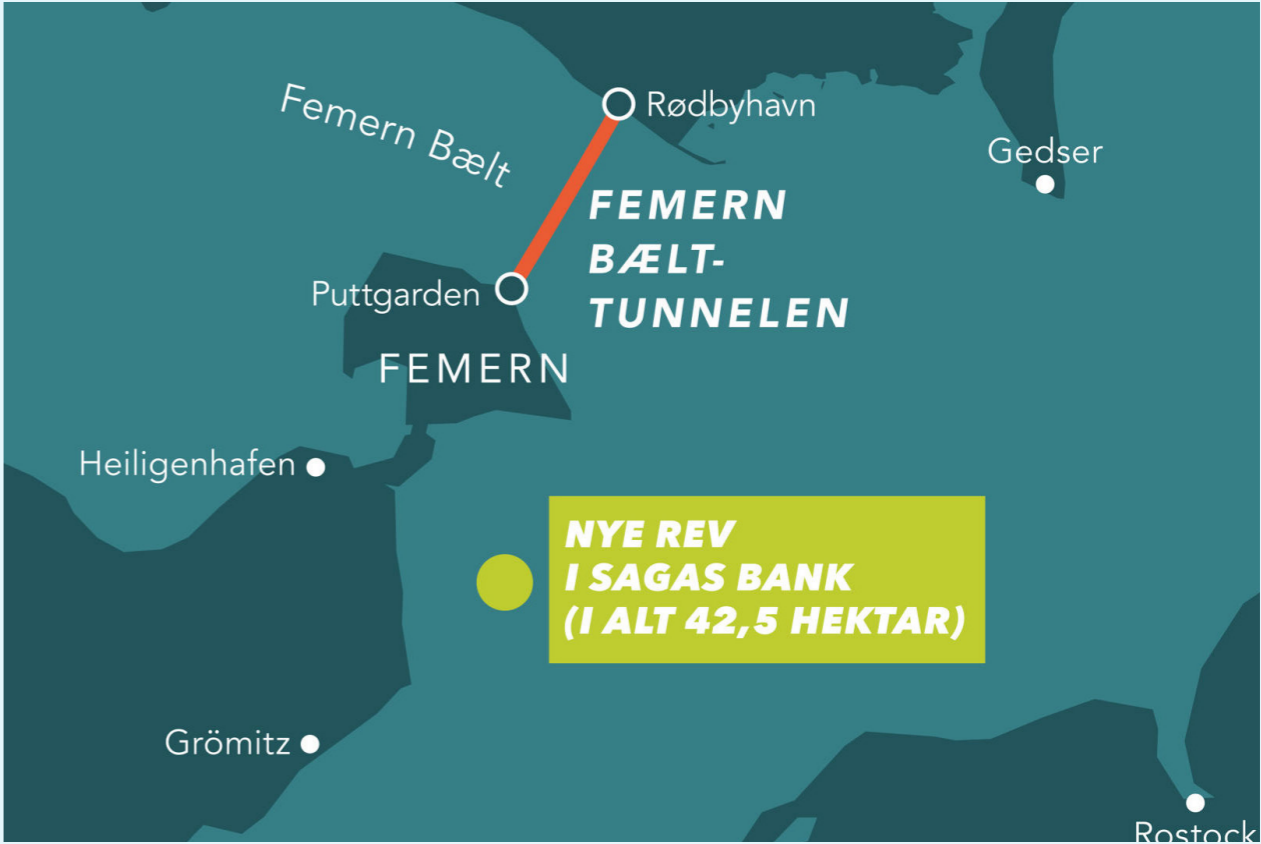 Femern Bælt
Rødbyhavn
Gedser
FEMERN
BÆLT-
TUNNELEN
Puttgarden
FEMERN
Heiligenhafen
NYE REV
I SAGAS BANK
(I ALT 42,5 HEKTAR)
Grömitz
Rostock